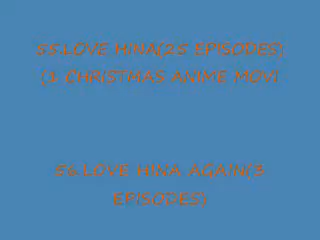 55.LOVE HINA(25 EPISODES)
(1 CHRISTMAS ANIME MOVI
56.LOVE HINA AGAIN(3
EPISODES)